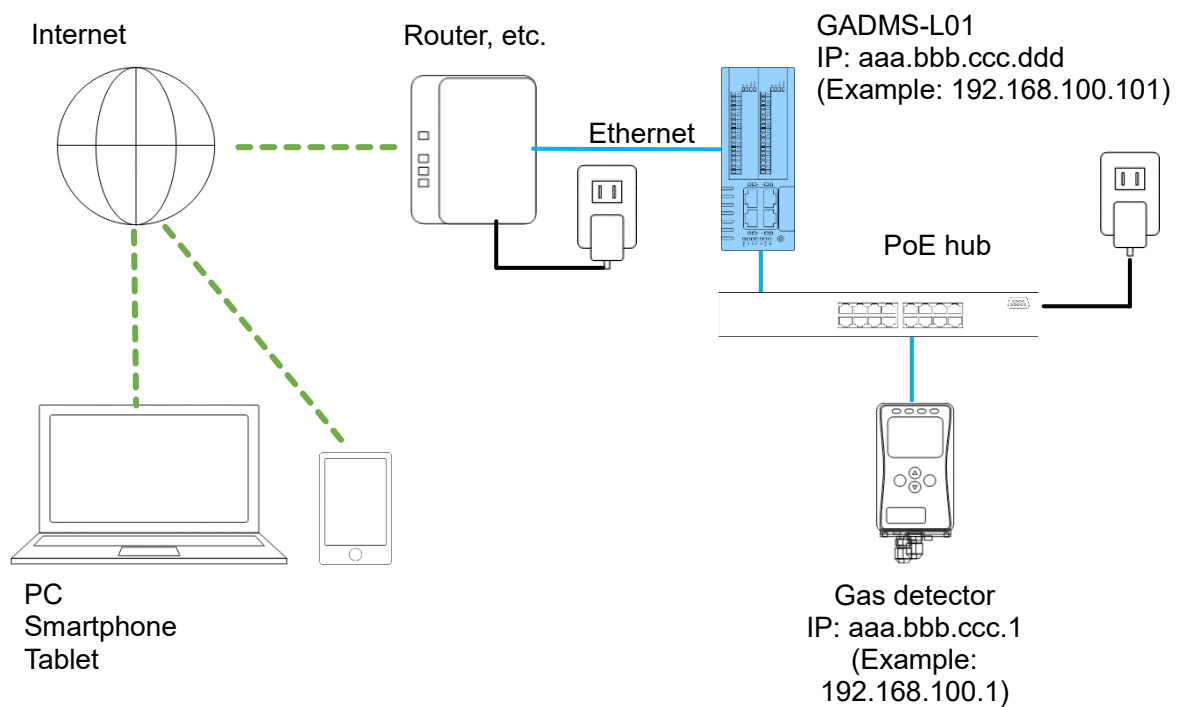 Internet
Router, etc.
GADMS-L01
IP: aaa.bbb.ccc.ddd
(Example: 192.168.100.101)
Ethernet
PoE hub
PC
Smartphone
Tablet
Gas detector
IP: aaa.bbb.ccc.1
(Example:
192.168.100.1)